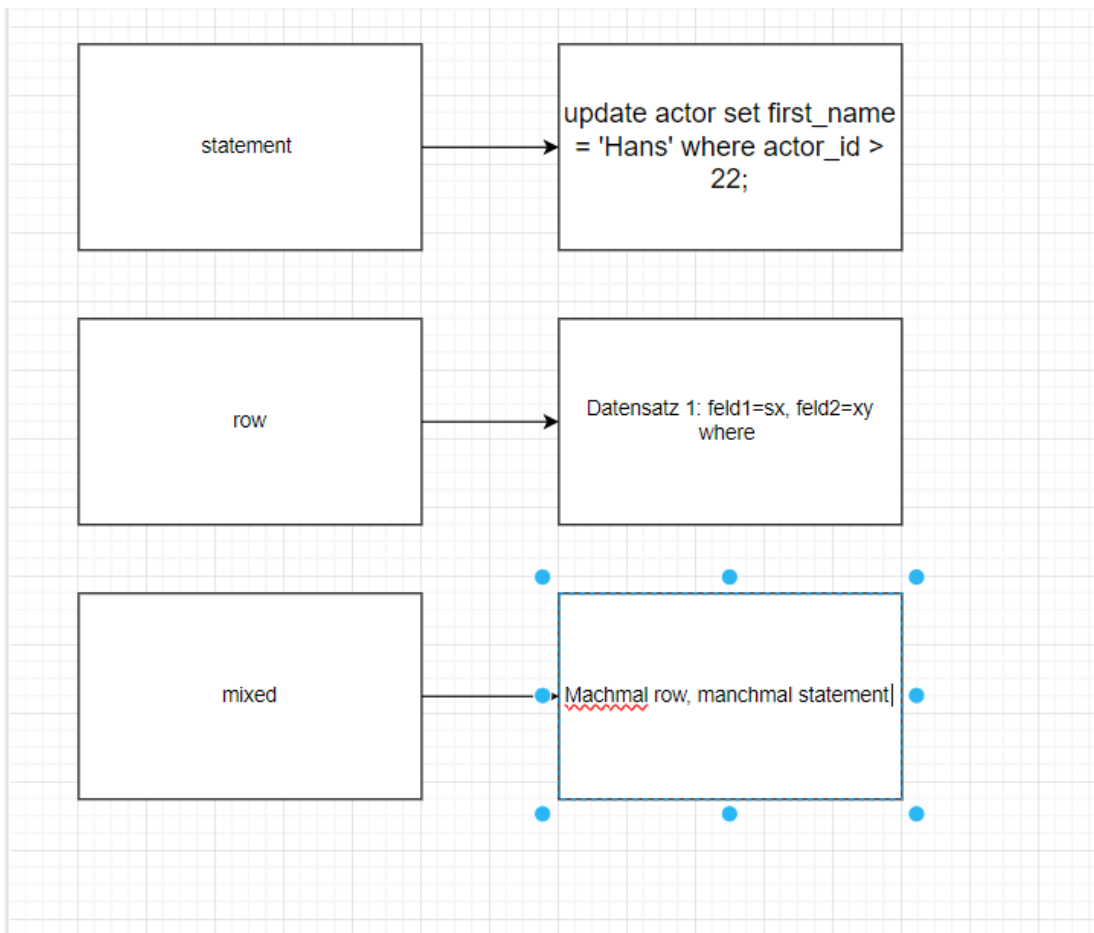 statement
update actor set first_name
= 'Hans' where actor_id >
22;
row
Datensatz 1: feld1=sx, feld2=xy
where
mixed
Machmal row, manchmal statement